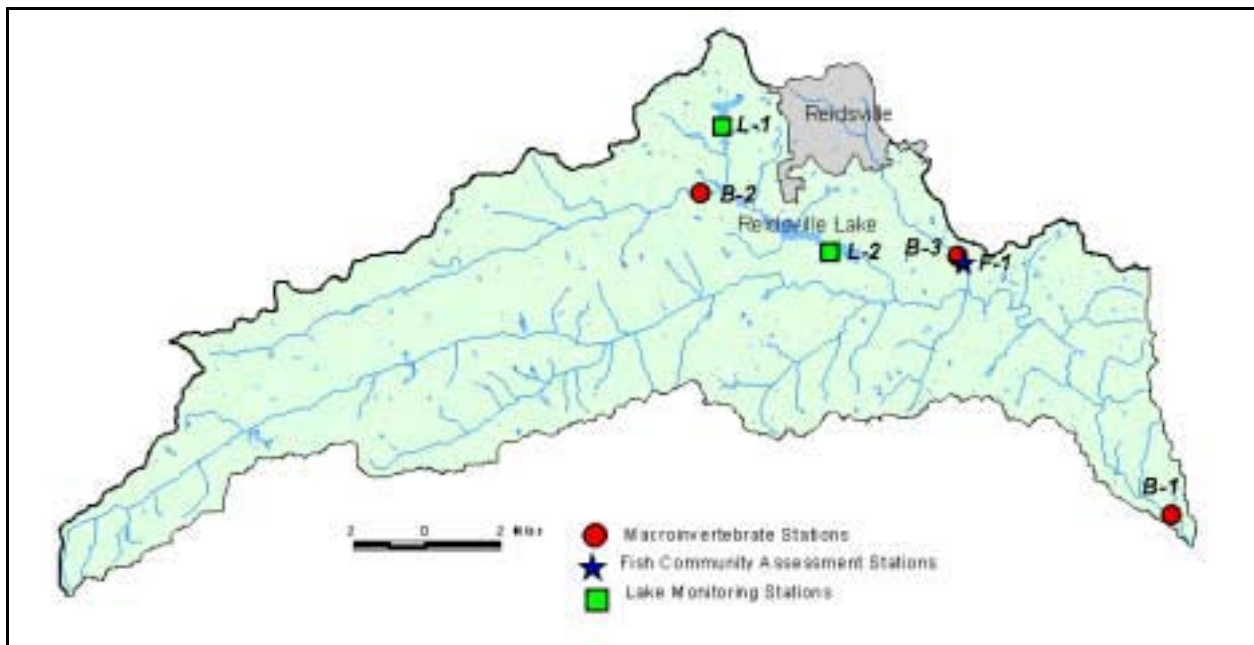 Reidsville
L-1
B-2
Reidsville Lake
L-2
B-3
F-1
B-1
2 0 2 Miles
Macroinvertebrate Stations
Fish Community Assessment Stations
Lake Monitoring Stations